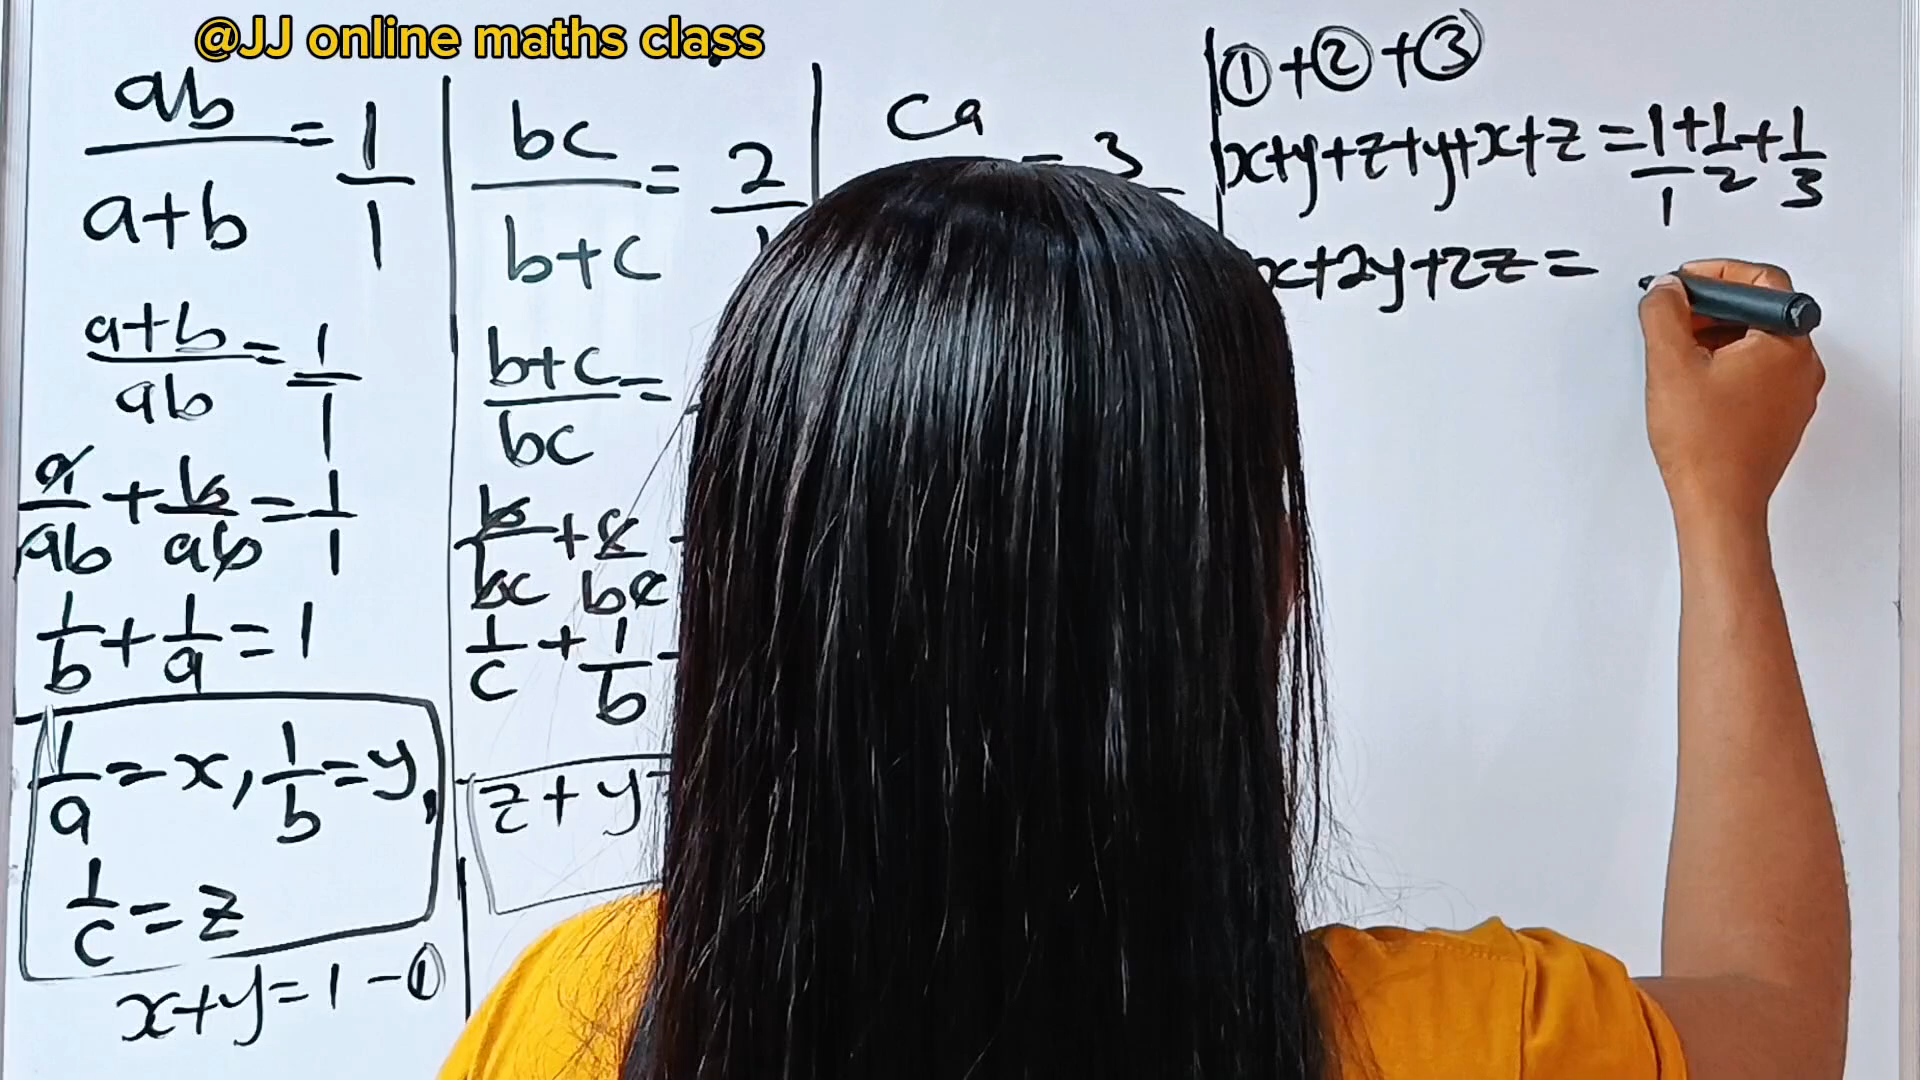 @JJ online maths class
ab/a+b = 1/1
a+b/ab = 1/1
a/ab + b/ab = 1/1
1/b + 1/a = 1
1/a = x, 1/b = y,
1/c = z
x+y = 1 - ①
bc/b+c = 2
b+c/bc =
b/bc + c/bc
1/c + 1/b
z + y
ca = 3
① + ② + ③
x+y+z+y+x+z = 1/1 + 1/2 + 1/3
x+2y+2z =